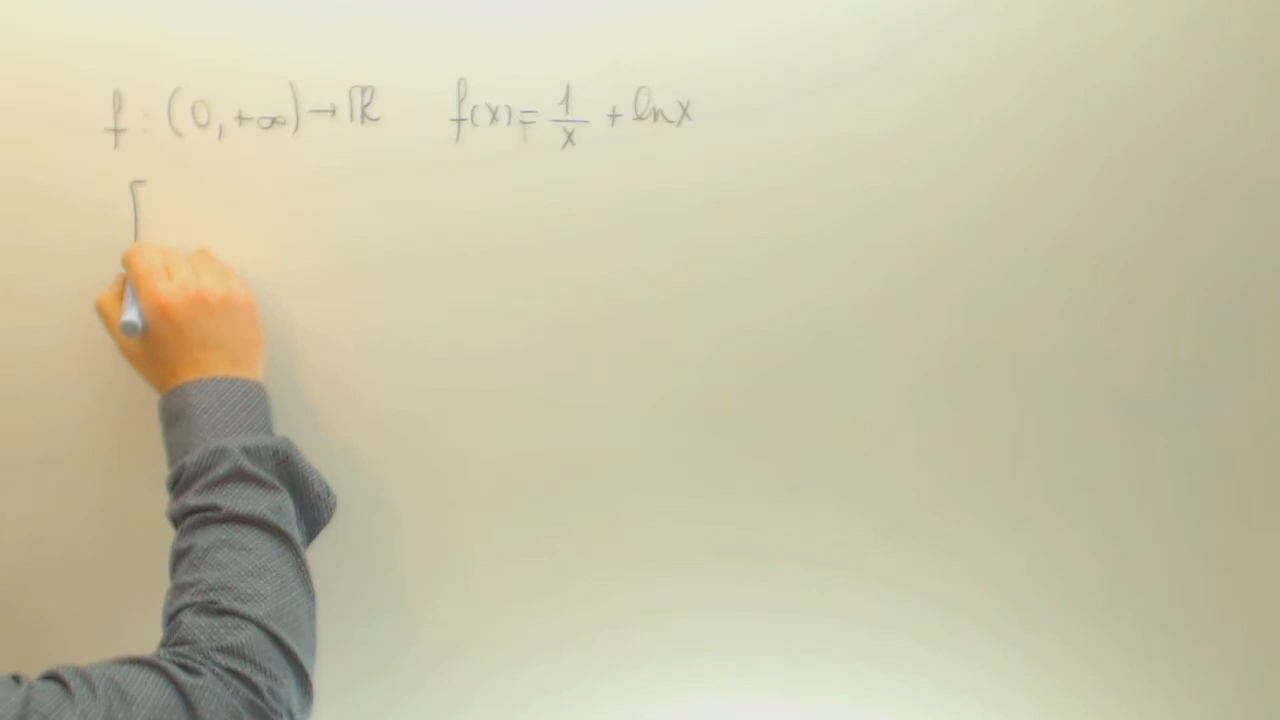 f : (0, +∞) → ℝ f(x) = 1/x + ln x